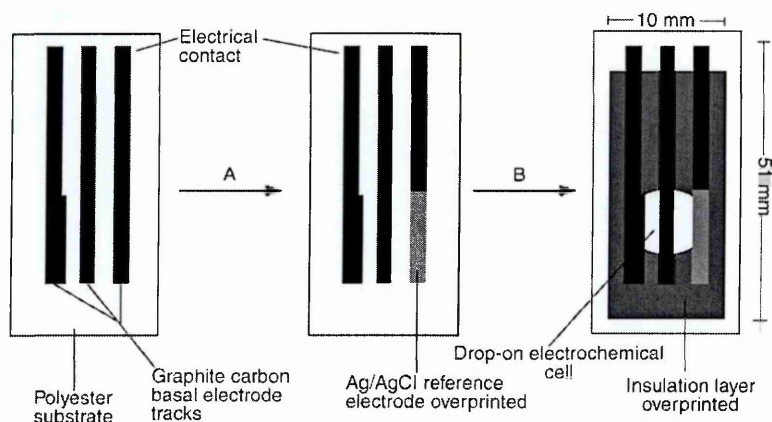 Electrical
contact
10 mm
A
B
51 mm
Polyester
substrate
Graphite carbon
basal electrode
tracks
Ag/AgCl reference
electrode overprinted
Drop-on electrochemical
cell
Insulation layer
overprinted